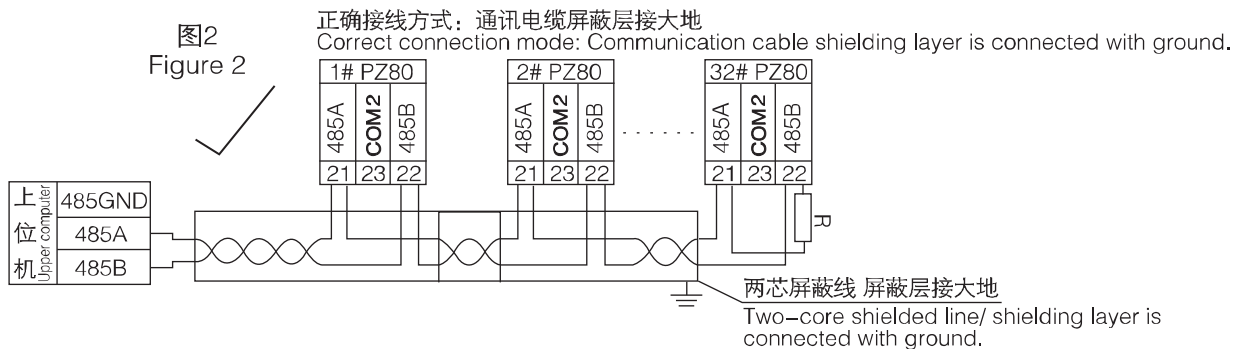 图2
Figure 2
正确接线方式：通讯电缆屏蔽层接大地
Correct connection mode: Communication cable shielding layer is connected with ground.
1# PZ80
485A COM2 485B
21 23 22
2# PZ80
485A COM2 485B
21 23 22
32# PZ80
485A COM2 485B
21 23 22
上位机
Upper computer
485GND
485A
485B
R
两芯屏蔽线 屏蔽层接大地
Two-core shielded line/ shielding layer is
connected with ground.